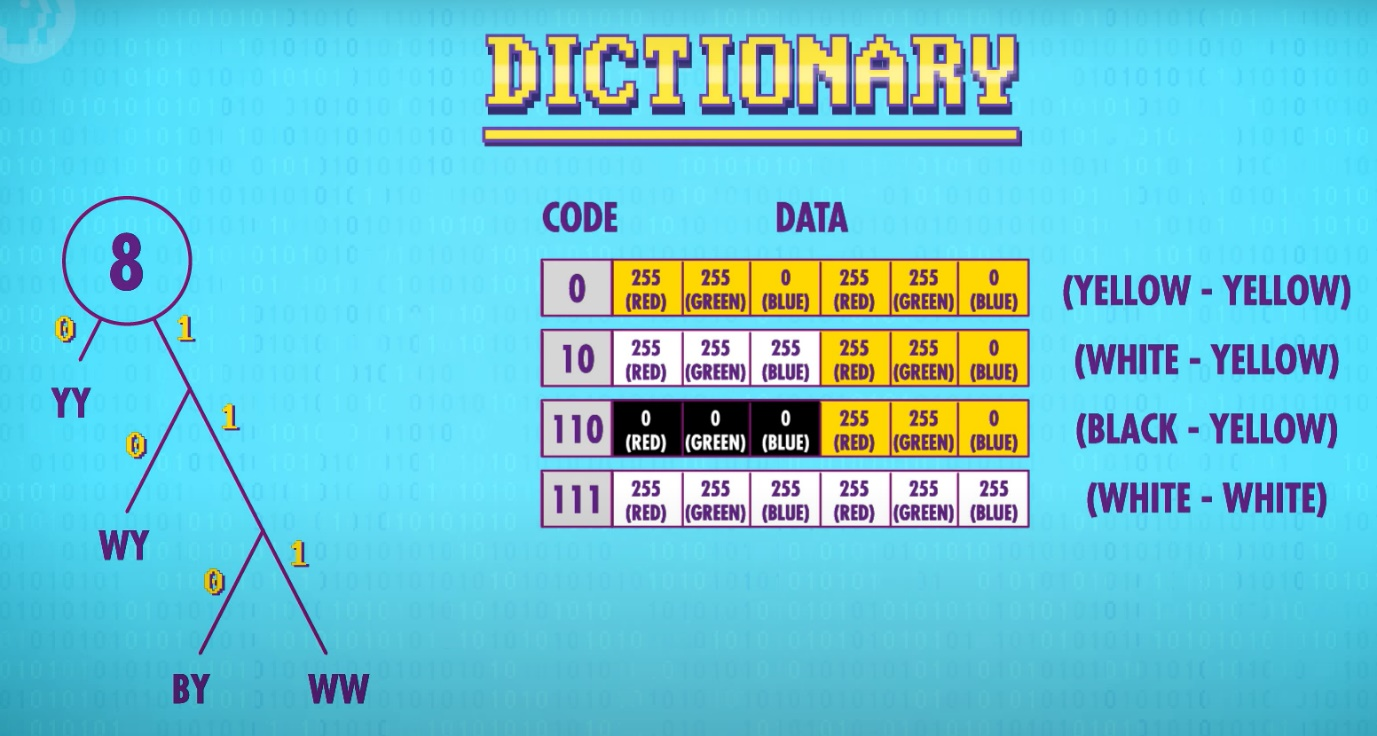 DICTIONARY
CODE DATA
0 255 (RED) 255 (GREEN) 0 (BLUE) 255 (RED) 255 (GREEN) 0 (BLUE) (YELLOW - YELLOW)
10 255 (RED) 255 (GREEN) 255 (BLUE) 255 (RED) 255 (GREEN) 0 (BLUE) (WHITE - YELLOW)
110 0 (RED) 0 (GREEN) 0 (BLUE) 255 (RED) 255 (GREEN) 0 (BLUE) (BLACK - YELLOW)
111 255 (RED) 255 (GREEN) 255 (BLUE) 255 (RED) 255 (GREEN) 255 (BLUE) (WHITE - WHITE)
8
0 1
YY
0 1
WY
0 1
BY WW